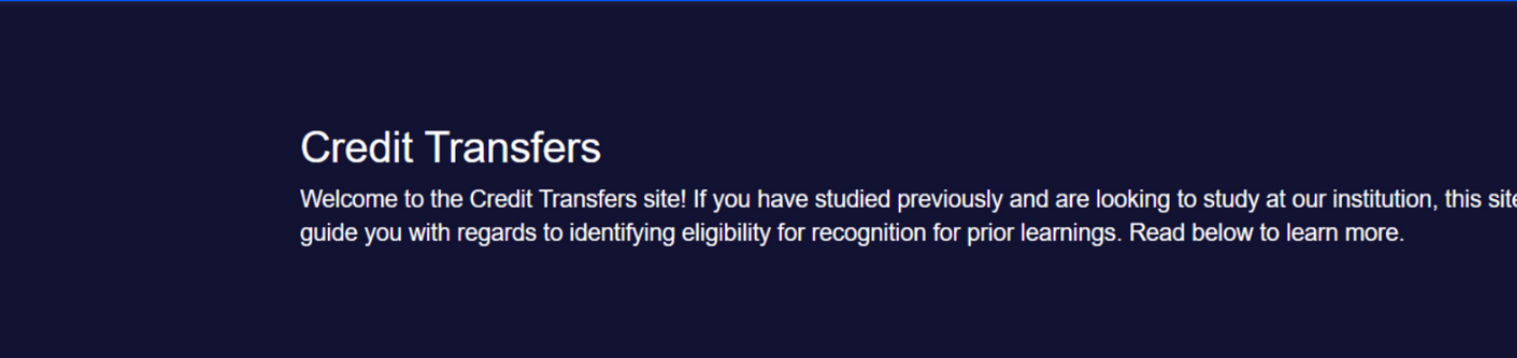 Credit Transfers
Welcome to the Credit Transfers site! If you have studied previously and are looking to study at our institution, this site
guide you with regards to identifying eligibility for recognition for prior learnings. Read below to learn more.